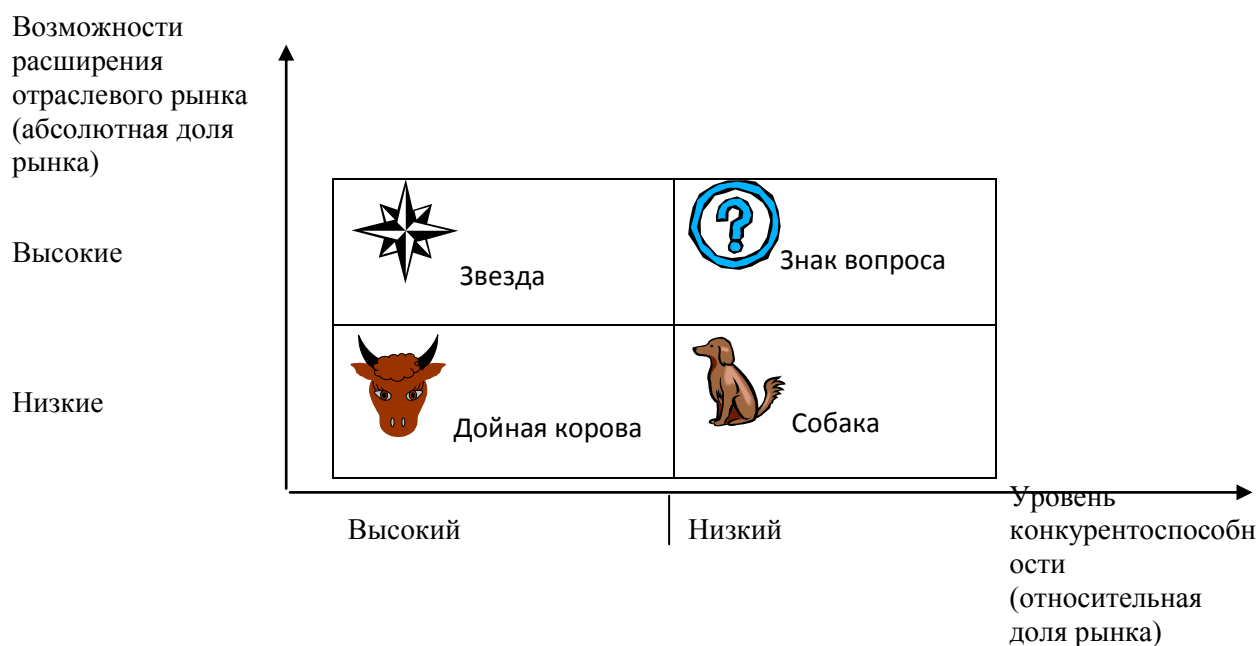 Возможности
расширения
отраслевого рынка
(абсолютная доля
рынка)
Высокие
Звезда
Знак вопроса
Низкие
Дойная корова
Собака
Высокий
Низкий
Уровень
конкурентоспособн
ости
(относительная
доля рынка)